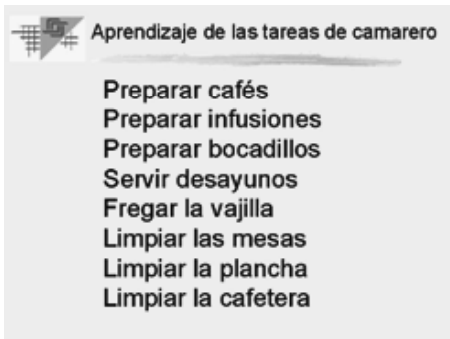 Aprendizaje de las tareas de camarero
Preparar cafés
Preparar infusiones
Preparar bocadillos
Servir desayunos
Fregar la vajilla
Limpiar las mesas
Limpiar la plancha
Limpiar la cafetera